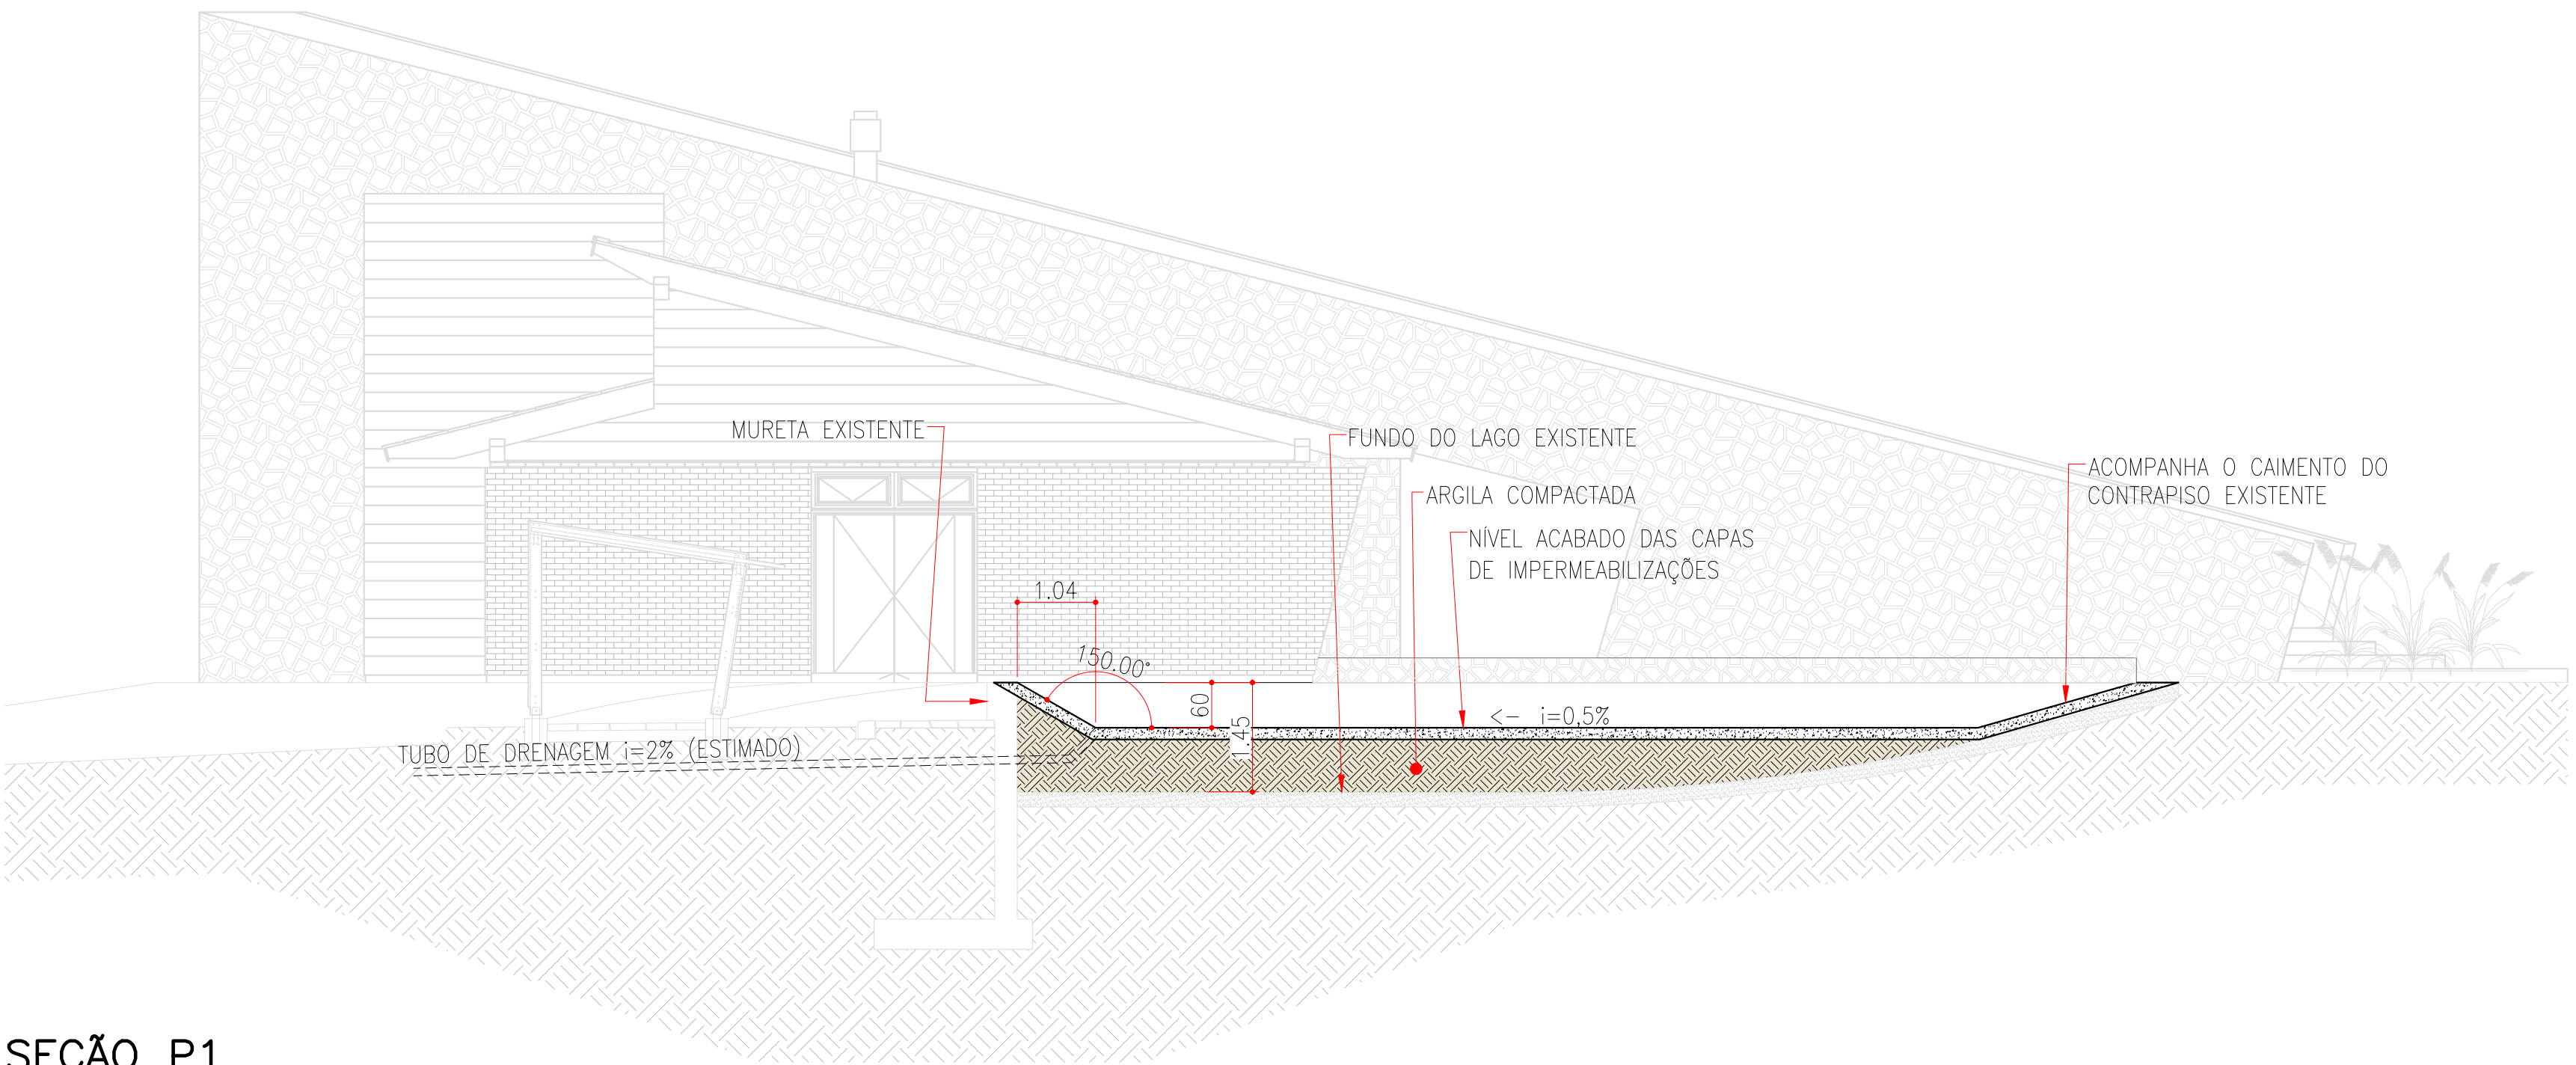 MURETA EXISTENTE
FUNDO DO LAGO EXISTENTE
ACOMPANHA O CAIMENTO DO
CONTRAPISO EXISTENTE
ARGILA COMPACTADA
NÍVEL ACABADO DAS CAPAS
DE IMPERMEABILIZAÇÕES
1.04
150.00°
60
1.45
<- i=0,5%
TUBO DE DRENAGEM i=2% (ESTIMADO)
SEÇÃO P1